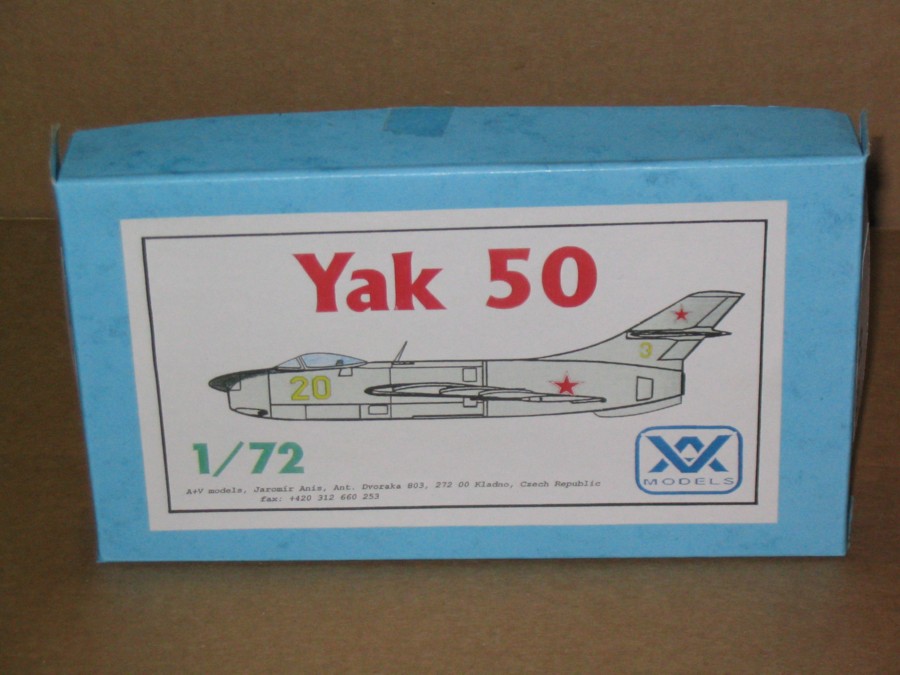 Yak 50
20
3
1/72
A+V models, Jaromir Anis, Ant. Dvoraka 803, 272 00 Kladno, Czech Republic
fax: +420 312 660 253
MODELS